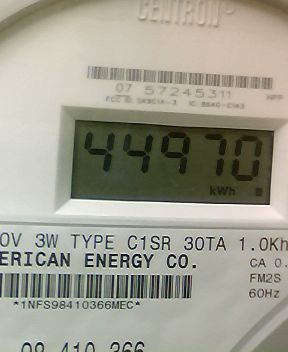 CENTRON®
07 57245311
44970
kWh
0V 3W TYPE C1SR 30TA 1.0Kh
ERICAN ENERGY CO.
CA 0.
FM2S
60Hz
*1NFS98410366MEC*
98 410 366